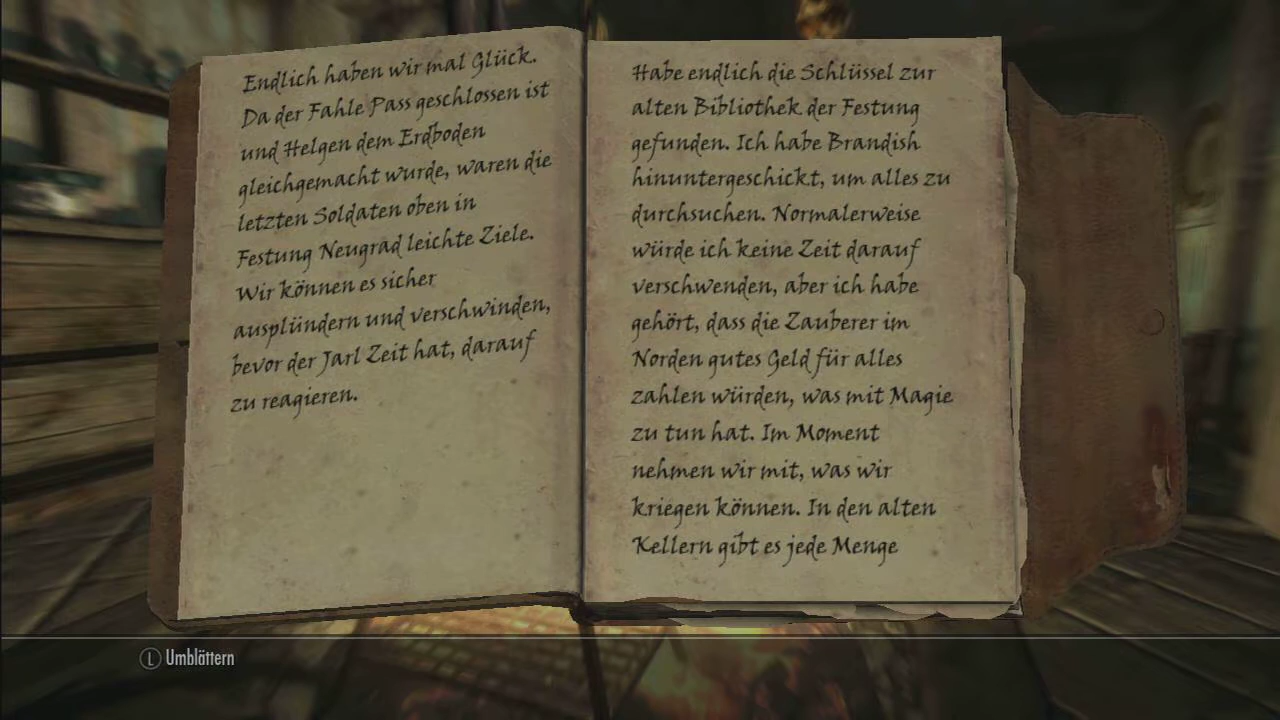 Endlich haben wir mal Glück.
Da der Fahle Pass geschlossen ist
und Helgen dem Erdboden
gleichgemacht wurde, waren die
letzten Soldaten oben in
Festung Neugrad leichte Ziele.
Wir können es sicher
ausplündern und verschwinden,
bevor der Jarl Zeit hat, darauf
zu reagieren.
Habe endlich die Schlüssel zur
alten Bibliothek der Festung
gefunden. Ich habe Brandish
hinuntergeschickt, um alles zu
durchsuchen. Normalerweise
würde ich keine Zeit darauf
verschwenden, aber ich habe
gehört, dass die Zauberer im
Norden gutes Geld für alles
zahlen würden, was mit Magie
zu tun hat. Im Moment
nehmen wir mit, was wir
kriegen können. In den alten
Kellern gibt es jede Menge
L Umblättern